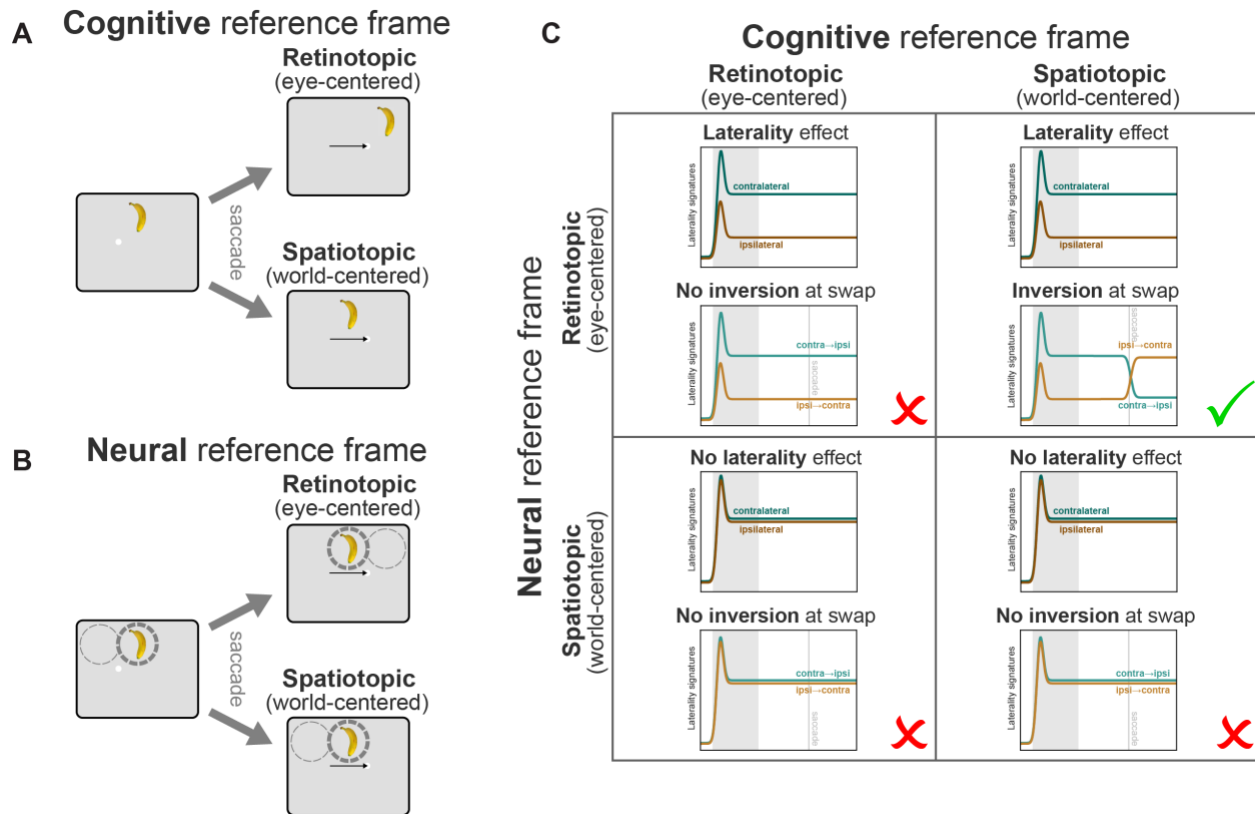 A
Cognitive reference frame
Retinotopic
(eye-centered)
saccade
Spatiotopic
(world-centered)
B
Neural reference frame
Retinotopic
(eye-centered)
saccade
Spatiotopic
(world-centered)
C
Cognitive reference frame
Retinotopic
(eye-centered)
Spatiotopic
(world-centered)
Neural reference frame
Retinotopic
(eye-centered)
Laterality effect
Laterality signatures
contralateral
ipsilateral
No inversion at swap
Laterality signatures
contra→ipsi
saccade
ipsi→contra
Laterality effect
Laterality signatures
contralateral
ipsilateral
Inversion at swap
Laterality signatures
saccade
ipsi→contra
contra→ipsi
Spatiotopic
(world-centered)
No laterality effect
Laterality signatures
contralateral
ipsilateral
No inversion at swap
Laterality signatures
contra→ipsi
ipsi→contra
saccade
No laterality effect
Laterality signatures
contralateral
ipsilateral
No inversion at swap
Laterality signatures
contra→ipsi
ipsi→contra
saccade